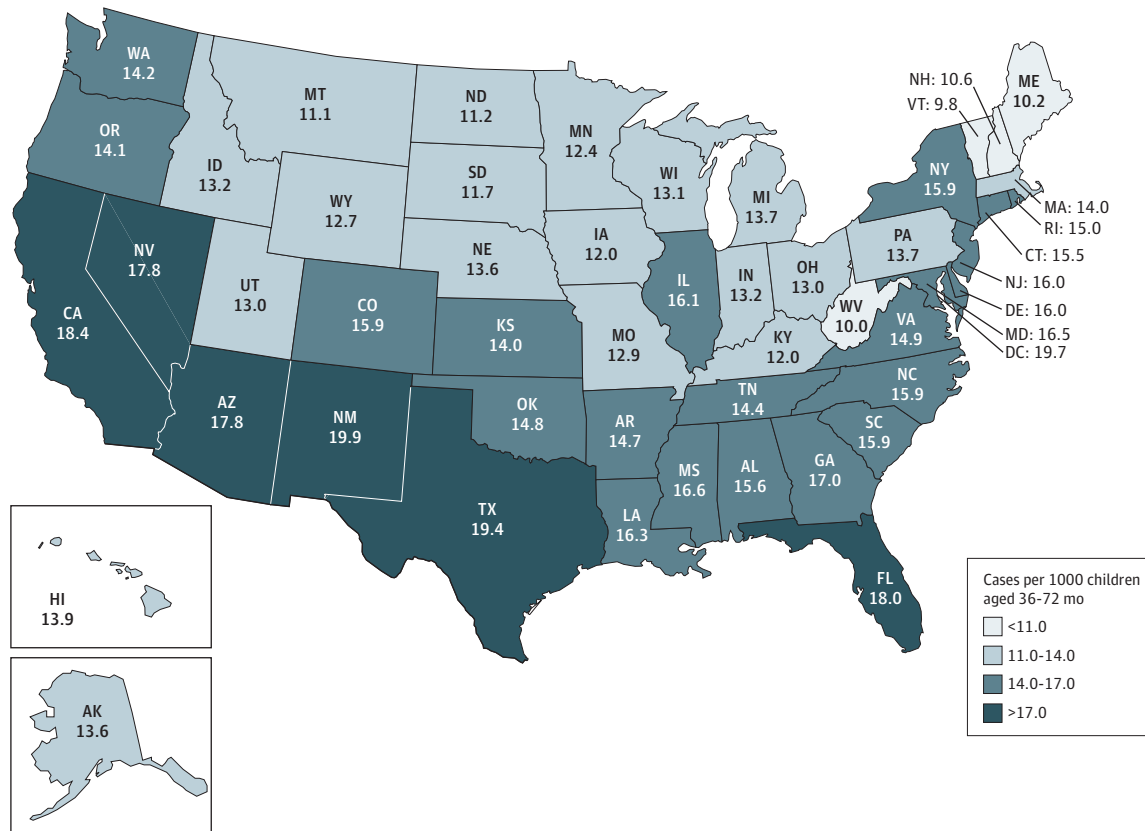 WA
14.2
OR
14.1
CA
18.4
NV
17.8
ID
13.2
MT
11.1
WY
12.7
UT
13.0
AZ
17.8
CO
15.9
NM
19.9
ND
11.2
SD
11.7
NE
13.6
KS
14.0
OK
14.8
TX
19.4
MN
12.4
IA
12.0
MO
12.9
AR
14.7
LA
16.3
WI
13.1
IL
16.1
MI
13.7
IN
13.2
OH
13.0
KY
12.0
TN
14.4
MS
16.6
AL
15.6
GA
17.0
FL
18.0
SC
15.9
NC
15.9
VA
14.9
WV
10.0
PA
13.7
NY
15.9
NH: 10.6
VT: 9.8
ME
10.2
MA: 14.0
RI: 15.0
CT: 15.5
NJ: 16.0
DE: 16.0
MD: 16.5
DC: 19.7
HI
13.9
AK
13.6
Cases per 1000 children
aged 36-72 mo
<11.0
11.0-14.0
14.0-17.0
>17.0